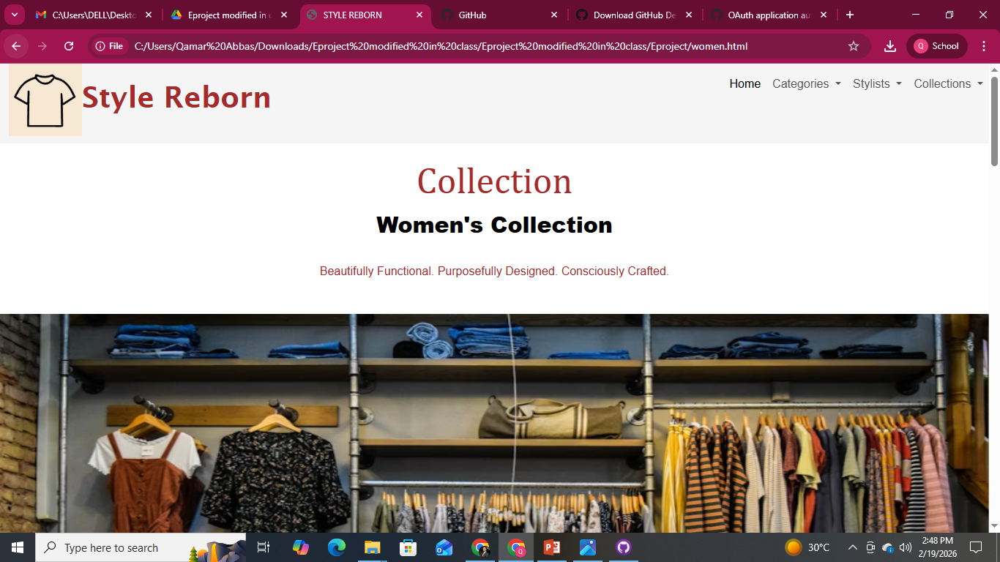 C:\Users\DELL\Deskto
Eproject modified in c
STYLE REBORN
GitHub
Download GitHub De
OAuth application au
File
C:/Users/Qamar%20Abbas/Downloads/Eproject%20modified%20in%20class/Eproject%20modified%20in%20class/Eproject/women.html
Q School
Style Reborn
Home Categories Stylists Collections
Collection
Women's Collection
Beautifully Functional. Purposefully Designed. Consciously Crafted.
Type here to search
30°C
2:48 PM
2/19/2026